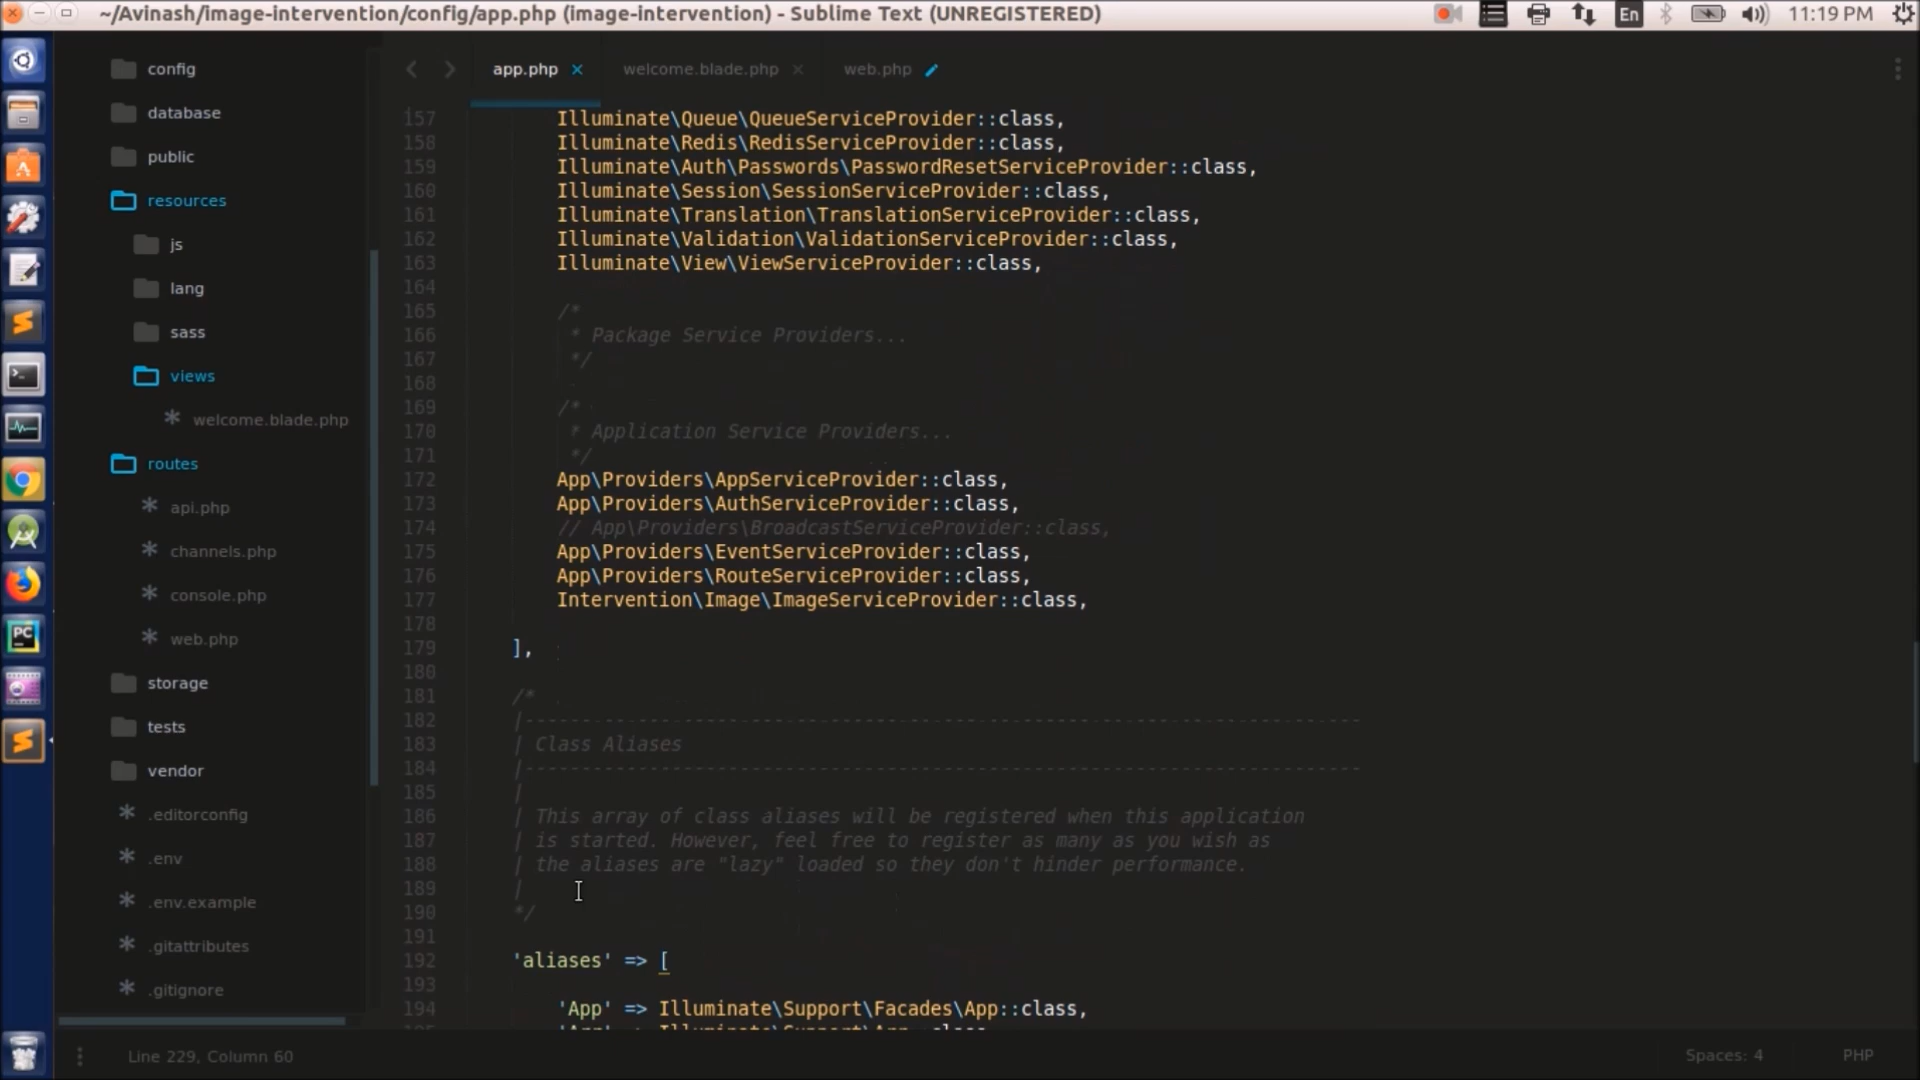 ~/Avinash/image-intervention/config/app.php (image-intervention) - Sublime Text (UNREGISTERED)
En
11:19 PM
config
database
public
resources
js
lang
sass
views
welcome.blade.php
routes
api.php
channels.php
console.php
web.php
storage
tests
vendor
.editorconfig
.env
.env.example
.gitattributes
.gitignore
app.php
welcome.blade.php
web.php
157 Illuminate\Queue\QueueServiceProvider::class,
158 Illuminate\Redis\RedisServiceProvider::class,
159 Illuminate\Auth\Passwords\PasswordResetServiceProvider::class,
160 Illuminate\Session\SessionServiceProvider::class,
161 Illuminate\Translation\TranslationServiceProvider::class,
162 Illuminate\Validation\ValidationServiceProvider::class,
163 Illuminate\View\ViewServiceProvider::class,
164
165 /*
166 * Package Service Providers...
167 */
168
169 /*
170 * Application Service Providers...
171 */
172 App\Providers\AppServiceProvider::class,
173 App\Providers\AuthServiceProvider::class,
174 // App\Providers\BroadcastServiceProvider::class,
175 App\Providers\EventServiceProvider::class,
176 App\Providers\RouteServiceProvider::class,
177 Intervention\Image\ImageServiceProvider::class,
178
179 ],
180
181 /*
182 |--------------------------------------------------------------------------
183 | Class Aliases
184 |--------------------------------------------------------------------------
185 |
186 | This array of class aliases will be registered when this application
187 | is started. However, feel free to register as many as you wish as
188 | the aliases are "lazy" loaded so they don't hinder performance.
189 |
190 */
191
192 'aliases' => [
193
194 'App' => Illuminate\Support\Facades\App::class,
Line 229, Column 60
Spaces: 4
PHP
PC